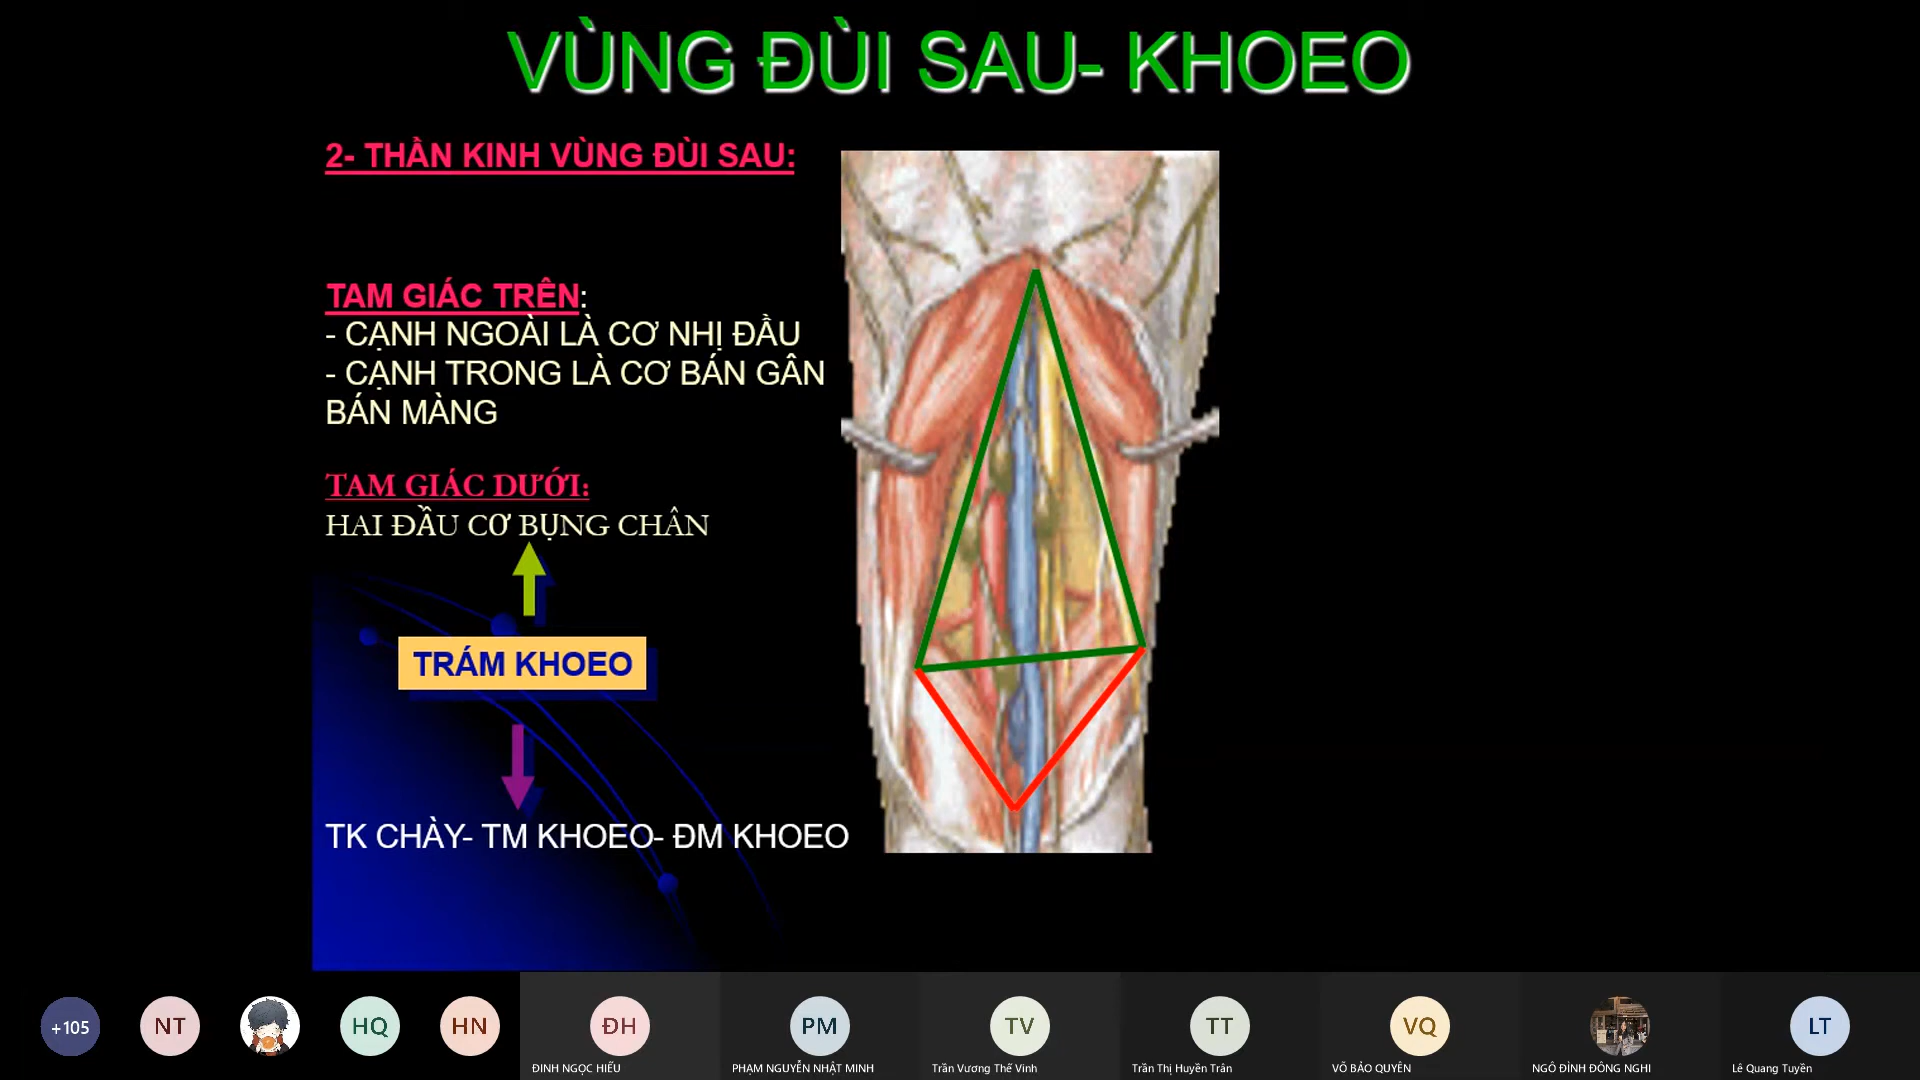 VÙNG ĐÙI SAU- KHOEO
2- THẦN KINH VÙNG ĐÙI SAU:
TAM GIÁC TRÊN:
- CẠNH NGOÀI LÀ CƠ NHỊ ĐẦU
- CẠNH TRONG LÀ CƠ BÁN GÂN
BÁN MÀNG
TAM GIÁC DƯỚI:
HAI ĐẦU CƠ BỤNG CHÂN
TRÁM KHOEO
TK CHÀY- TM KHOEO- ĐM KHOEO
+105
NT
HQ
HN
ĐH
PM
TV
TT
VQ
LT
ĐINH NGỌC HIẾU
PHẠM NGUYỄN NHẬT MINH
Trần Vương Thế Vinh
Trần Thị Huyền Trân
VÕ BẢO QUYÊN
NGÔ ĐÌNH ĐÔNG NGHI
Lê Quang Tuyền